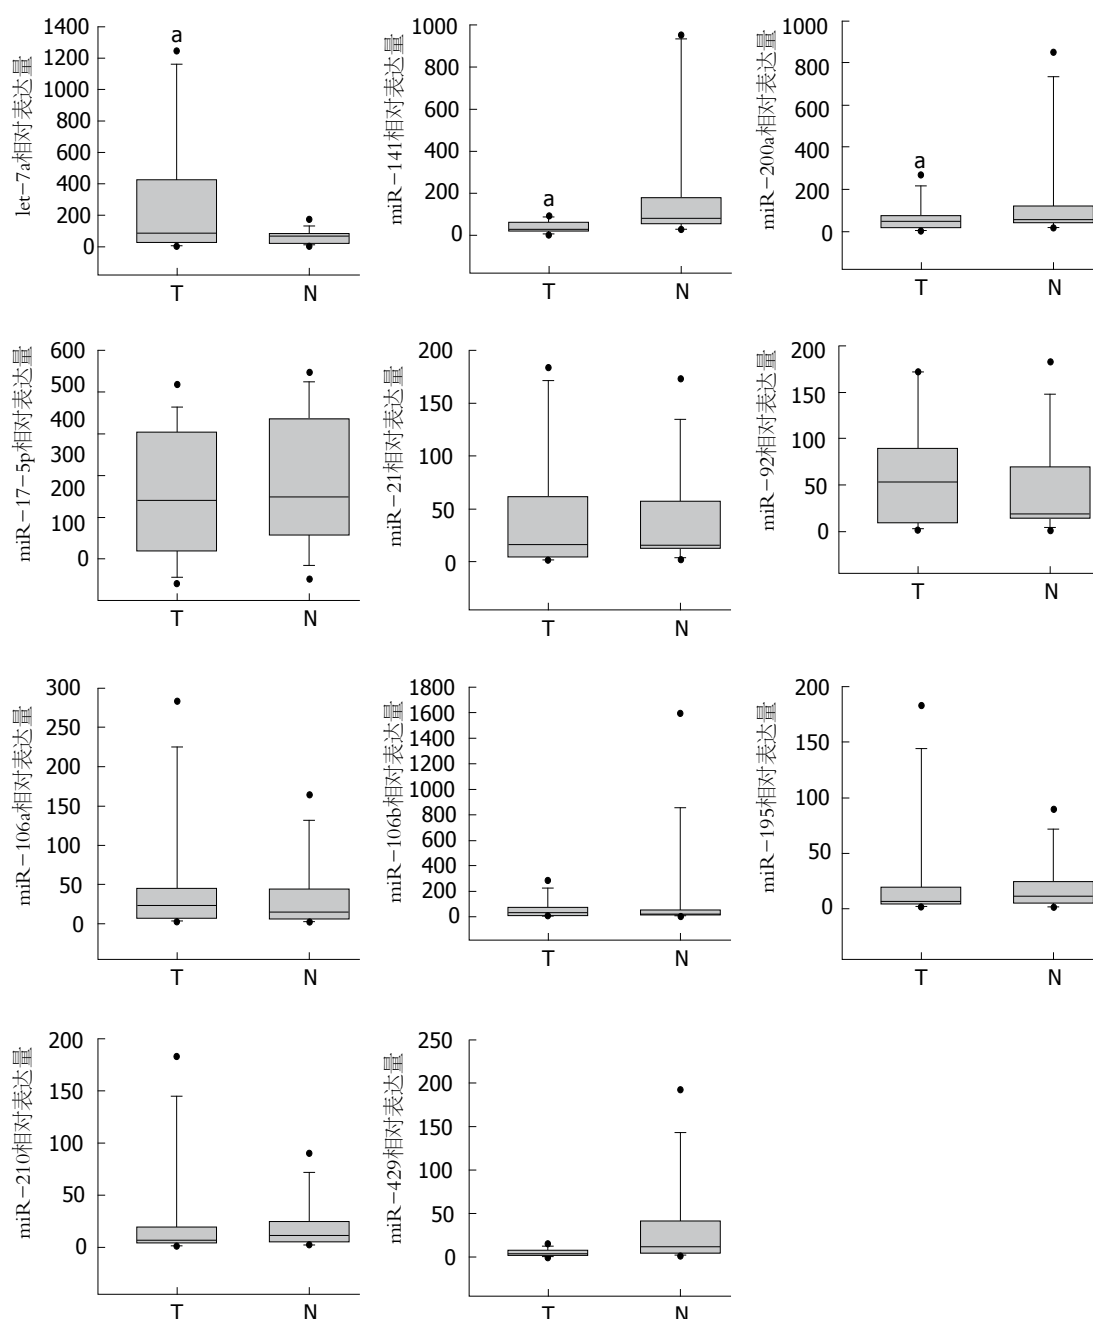 let-7a相对表达量
1400
1200
1000
800
600
400
200
0
a
T N
miR-141相对表达量
1000
800
600
400
200
0
a
T N
miR-200a相对表达量
1000
800
600
400
200
0
a
T N
miR-17-5p相对表达量
600
500
400
300
200
100
0
T N
miR-21相对表达量
200
150
100
50
0
T N
miR-92相对表达量
200
150
100
50
0
T N
miR-106a相对表达量
300
250
200
150
100
50
0
T N
miR-106b相对表达量
1800
1600
1400
1200
1000
800
600
400
200
0
T N
miR-195相对表达量
200
150
100
50
0
T N
miR-210相对表达量
200
150
100
50
0
T N
miR-429相对表达量
250
200
150
100
50
0
T N